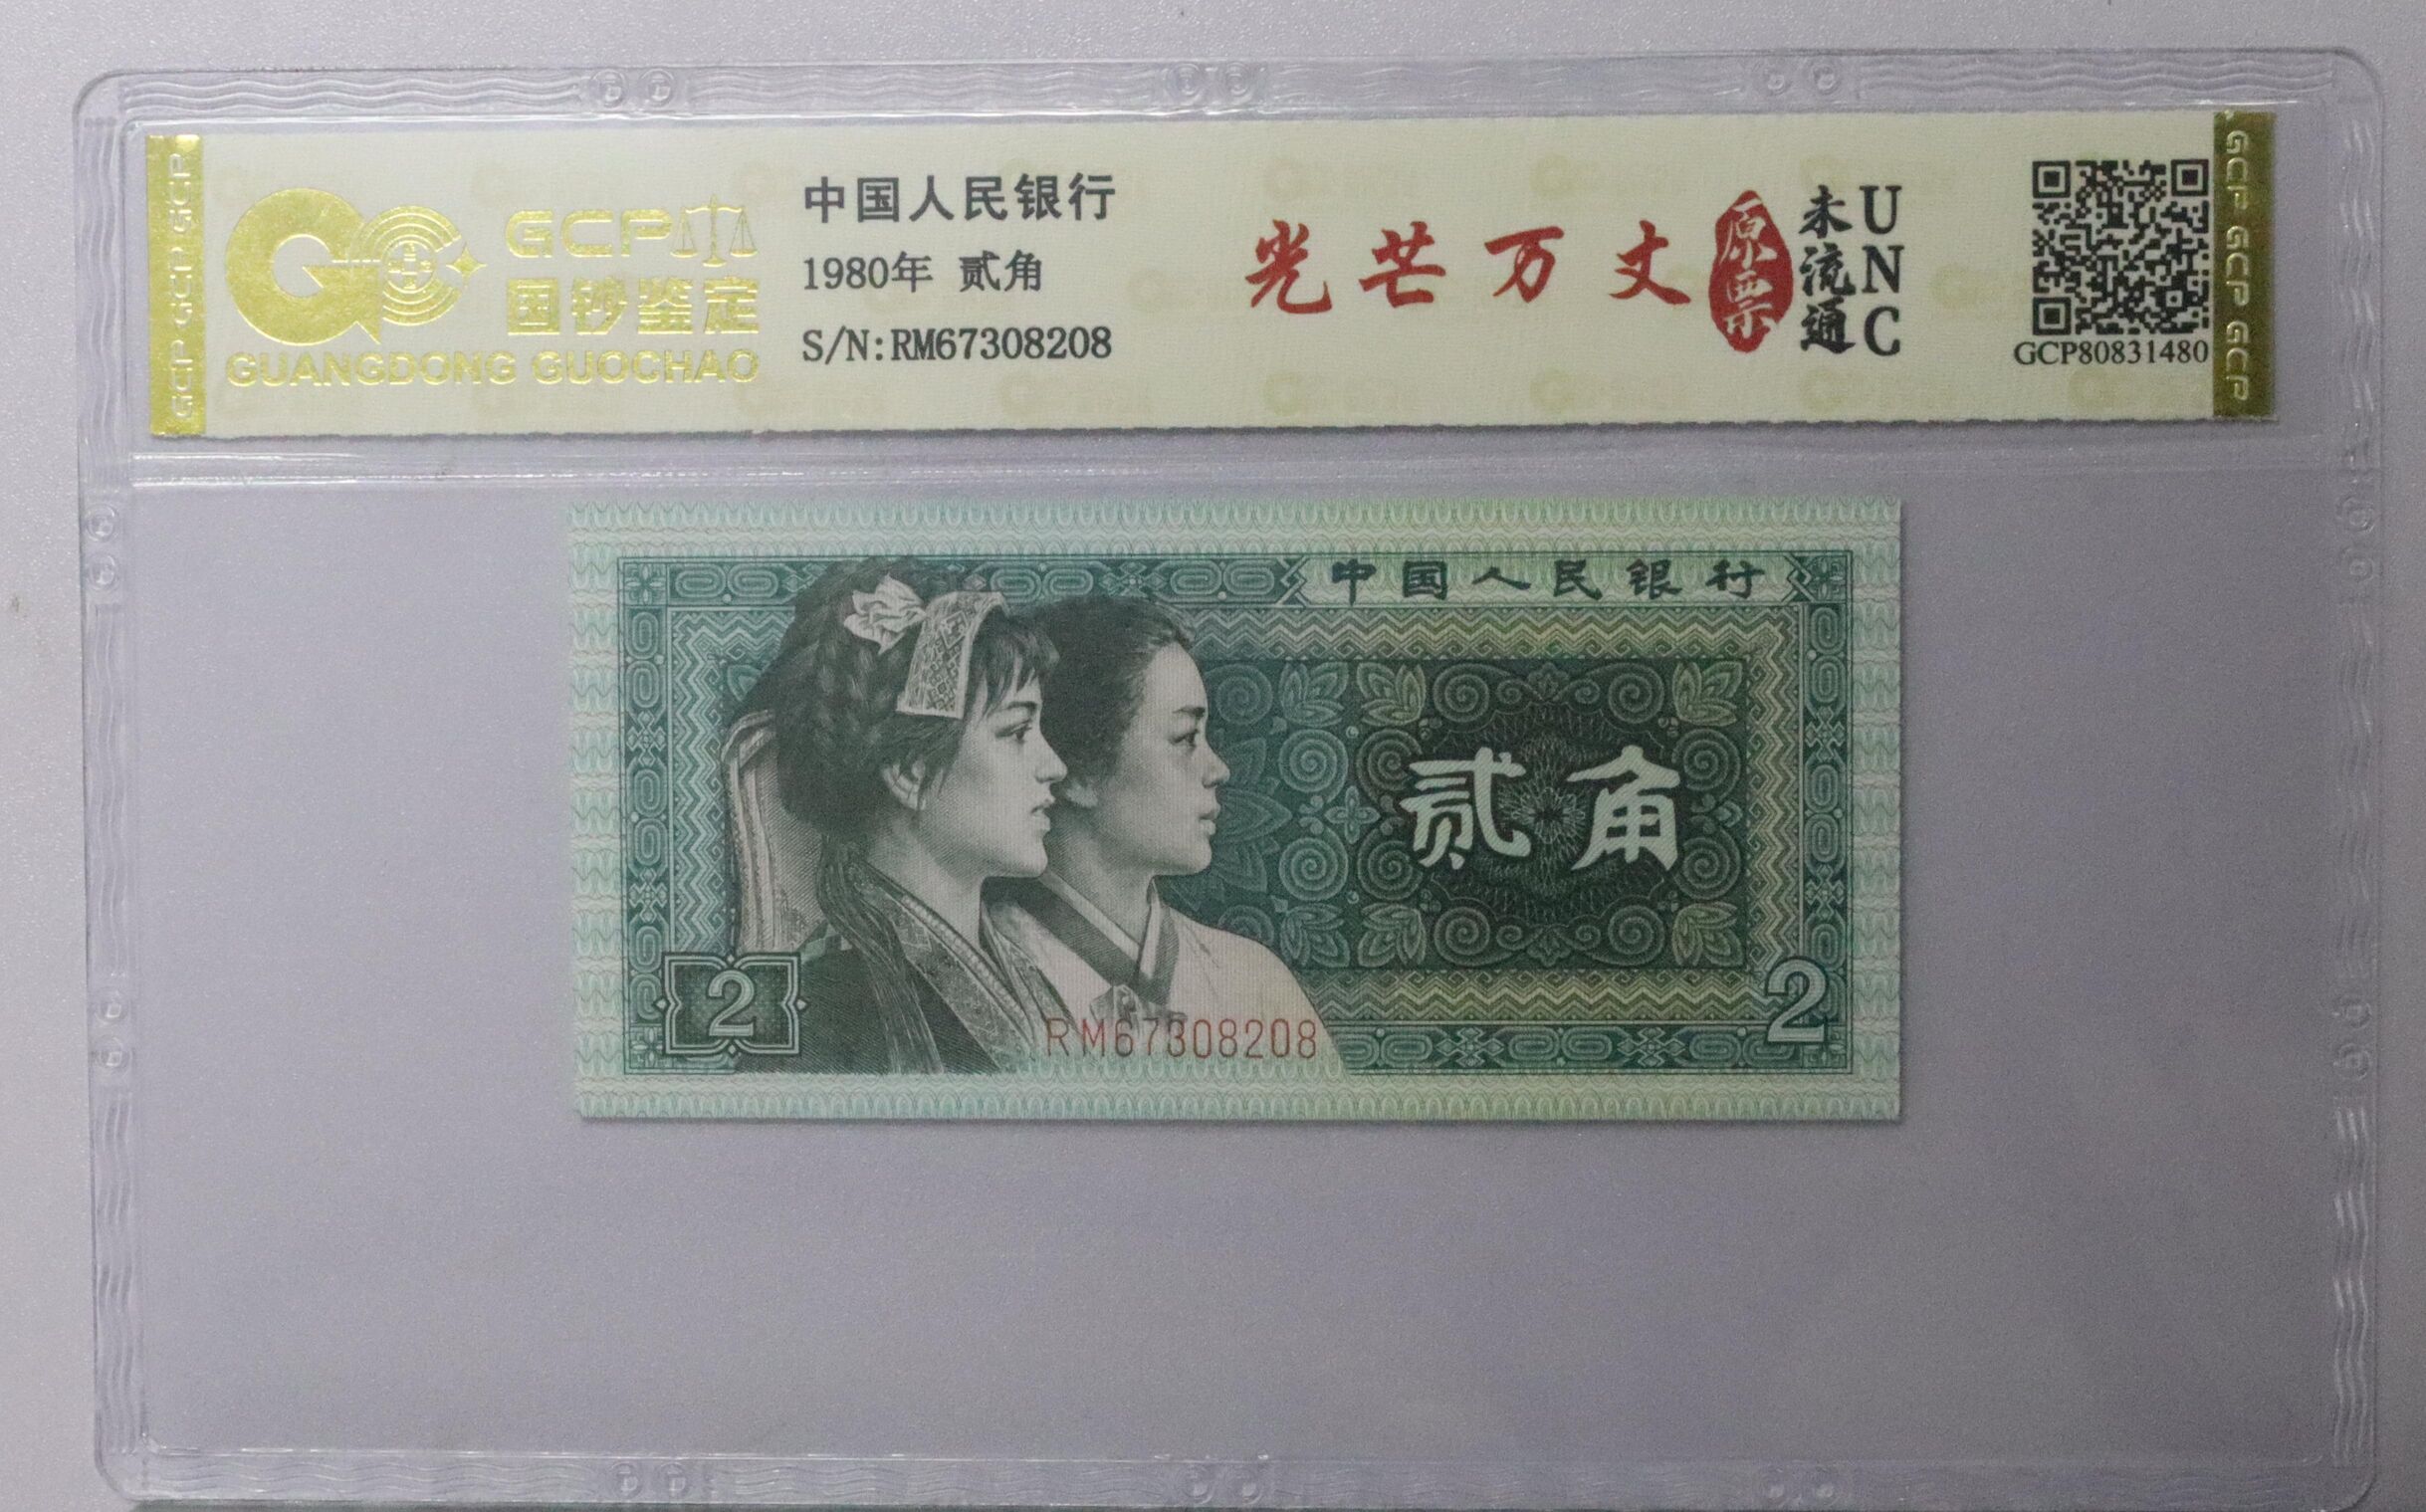 GCP GCP GCP
GCP
国钞鉴定
GUANGDONG GUOCHAO
中国人民银行
1980年 贰角
S/N:RM67308208
光芒万丈
原票
未流通
UNC
GCP80831480
GCP GCP GCP
中国人民银行
贰角
2
RM67308208
2